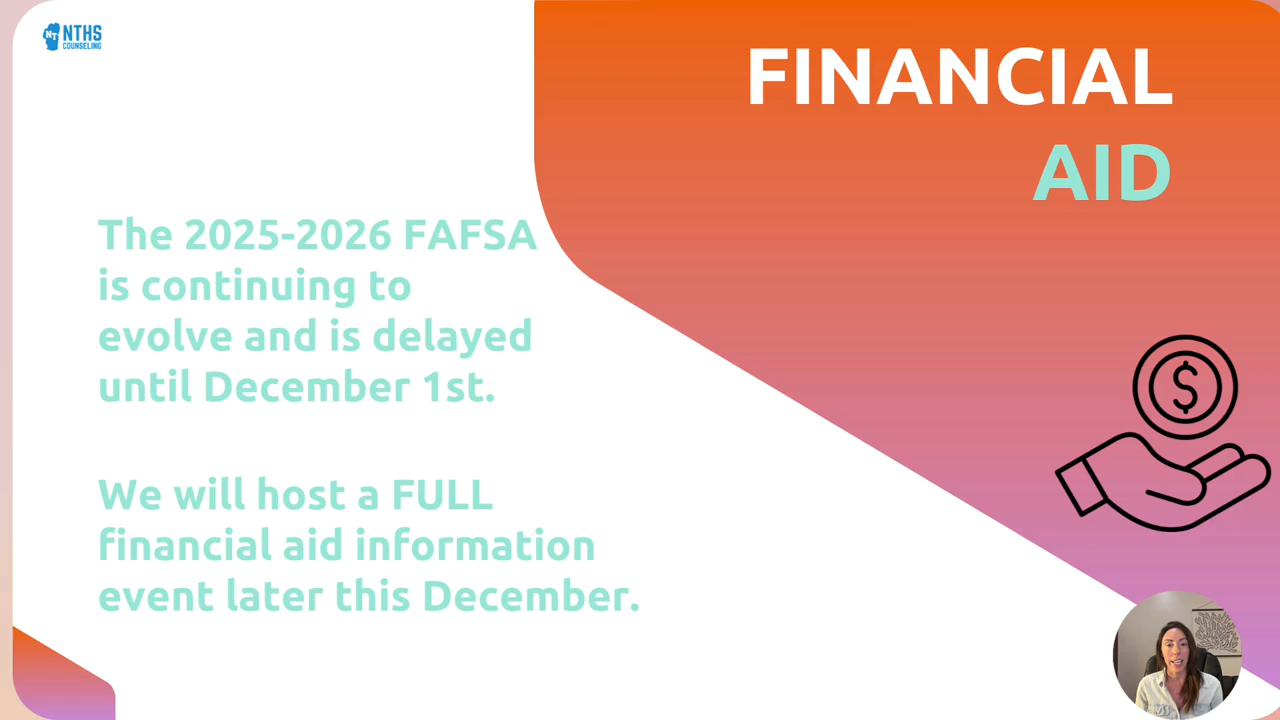 NT
NTHS
COUNSELING
FINANCIAL
AID
The 2025-2026 FAFSA
is continuing to
evolve and is delayed
until December 1st.
We will host a FULL
financial aid information
event later this December.
$